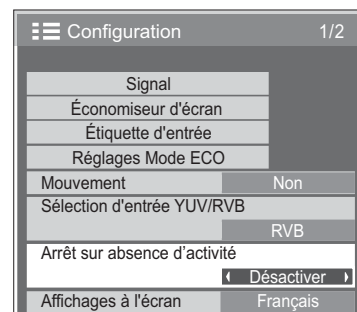 Configuration 1/2
Signal
Économiseur d'écran
Étiquette d'entrée
Réglages Mode ECO
Mouvement Non
Sélection d'entrée YUV/RVB
RVB
Arrêt sur absence d’activité
Désactiver
Affichages à l'écran Français